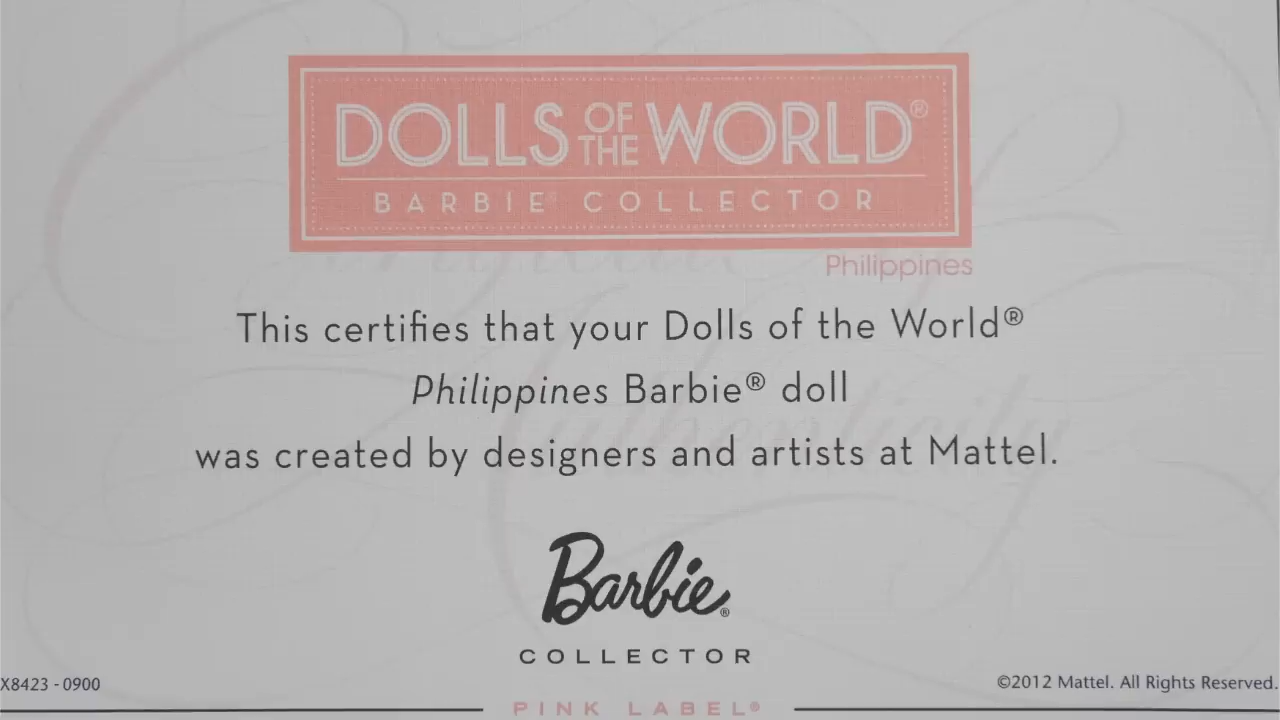 DOLLS OF THE WORLD®
BARBIE® COLLECTOR
Philippines
This certifies that your Dolls of the World®
Philippines Barbie® doll
was created by designers and artists at Mattel.
Barbie®
COLLECTOR
X8423 - 0900
©2012 Mattel. All Rights Reserved.
PINK LABEL®